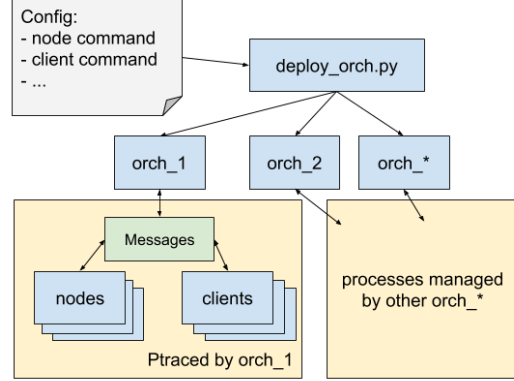 Config:
- node command
- client command
- ...
deploy_orch.py
orch_1
orch_2
orch_*
Messages
nodes
clients
Ptraced by orch_1
processes managed
by other orch_*